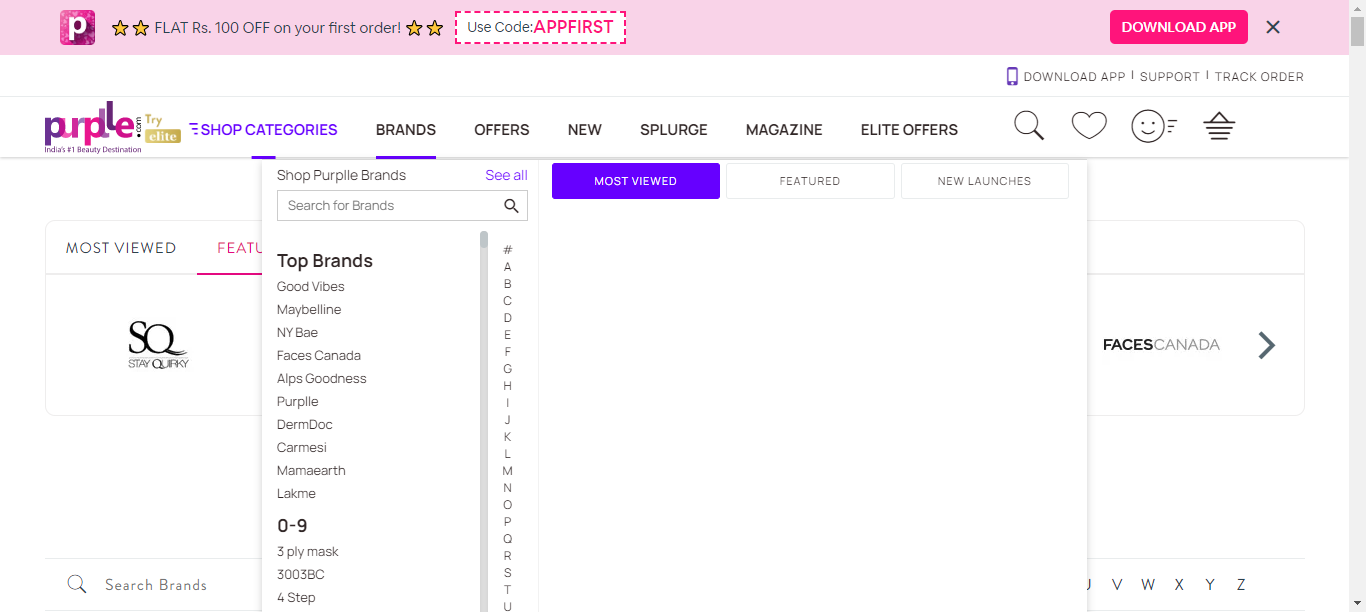 FLAT Rs. 100 OFF on your first order!
Use Code:APPFIRST
DOWNLOAD APP
DOWNLOAD APP
SUPPORT
TRACK ORDER
purplle.com
India's #1 Beauty Destination
Try
elite
SHOP CATEGORIES
BRANDS
OFFERS
NEW
SPLURGE
MAGAZINE
ELITE OFFERS
Shop Purplle Brands
See all
Search for Brands
MOST VIEWED
FEATURED
NEW LAUNCHES
MOST VIEWED
FEATU
SQ
STAY QUIRKY
FACESCANADA
Top Brands
Good Vibes
Maybelline
NY Bae
Faces Canada
Alps Goodness
Purplle
DermDoc
Carmesi
Mamaearth
Lakme
0-9
3 ply mask
3003BC
4 Step
#
A
B
C
D
E
F
G
H
I
J
K
L
M
N
O
P
Q
R
S
T
U
Search Brands
U V W X Y Z